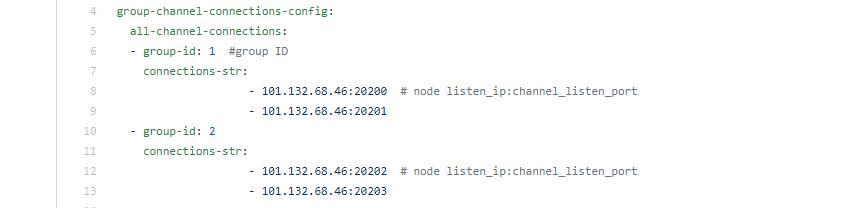 4 group-channel-connections-config:
5 all-channel-connections:
6 - group-id: 1 #group ID
7 connections-str:
8 - 101.132.68.46:20200 # node listen_ip:channel_listen_port
9 - 101.132.68.46:20201
10 - group-id: 2
11 connections-str:
12 - 101.132.68.46:20202 # node listen_ip:channel_listen_port
13 - 101.132.68.46:20203